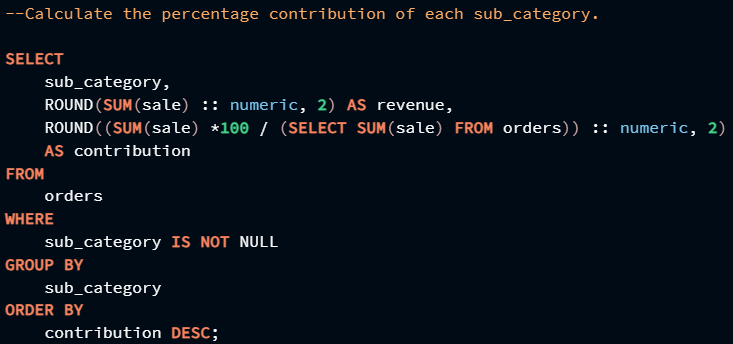 --Calculate the percentage contribution of each sub_category.
SELECT
sub_category,
ROUND(SUM(sale) :: numeric, 2) AS revenue,
ROUND((SUM(sale) *100 / (SELECT SUM(sale) FROM orders)) :: numeric, 2)
AS contribution
FROM
orders
WHERE
sub_category IS NOT NULL
GROUP BY
sub_category
ORDER BY
contribution DESC;